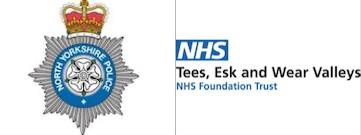 NORTH YORKSHIRE POLICE
NHS
Tees, Esk and Wear Valleys
NHS Foundation Trust